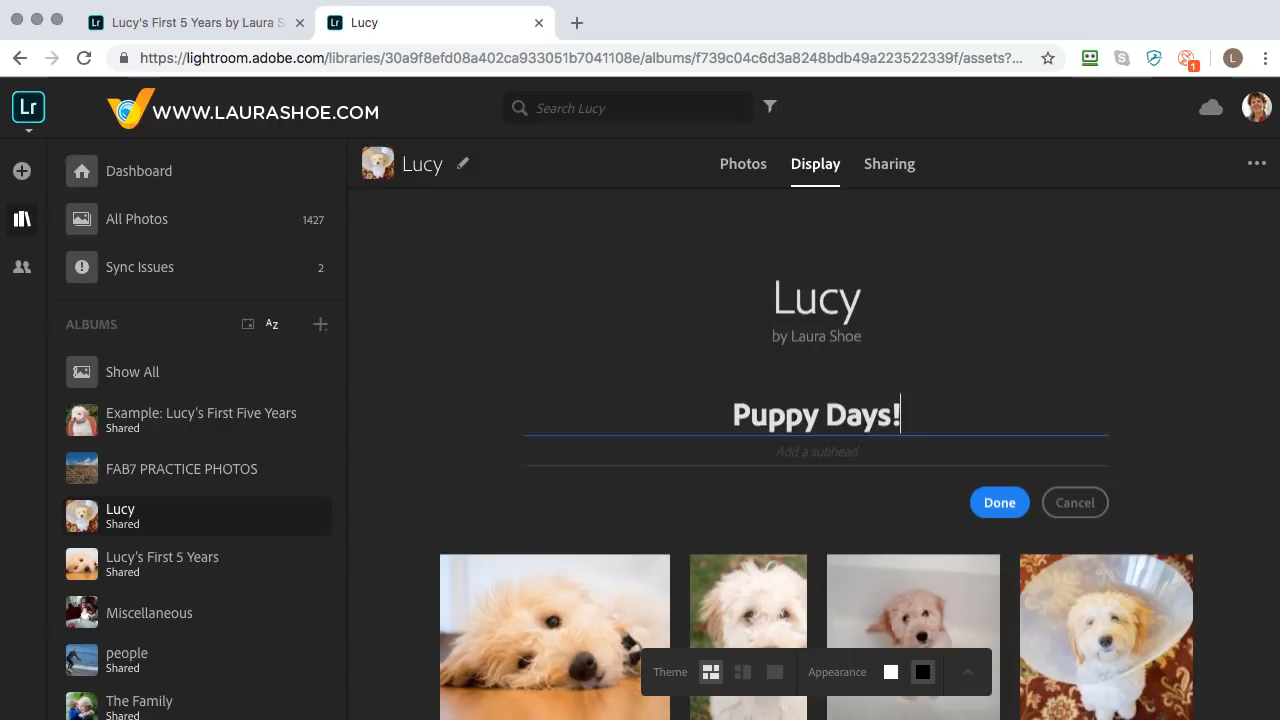 Lr Lucy's First 5 Years by Laura S
Lr Lucy
https://lightroom.adobe.com/libraries/30a9f8efd08a402ca933051b7041108e/albums/f739c04c6d3a8248bdb49a223522339f/assets?...
1
L
Lr
WWW.LAURASHOE.COM
Search Lucy
Dashboard
All Photos 1427
Sync Issues 2
ALBUMS
AZ
Show All
Example: Lucy's First Five Years
Shared
FAB7 PRACTICE PHOTOS
Lucy
Shared
Lucy's First 5 Years
Shared
Miscellaneous
people
Shared
The Family
Shared
Lucy
Photos Display Sharing
Lucy
by Laura Shoe
Puppy Days!
Add a subhead
Done Cancel
Theme Appearance